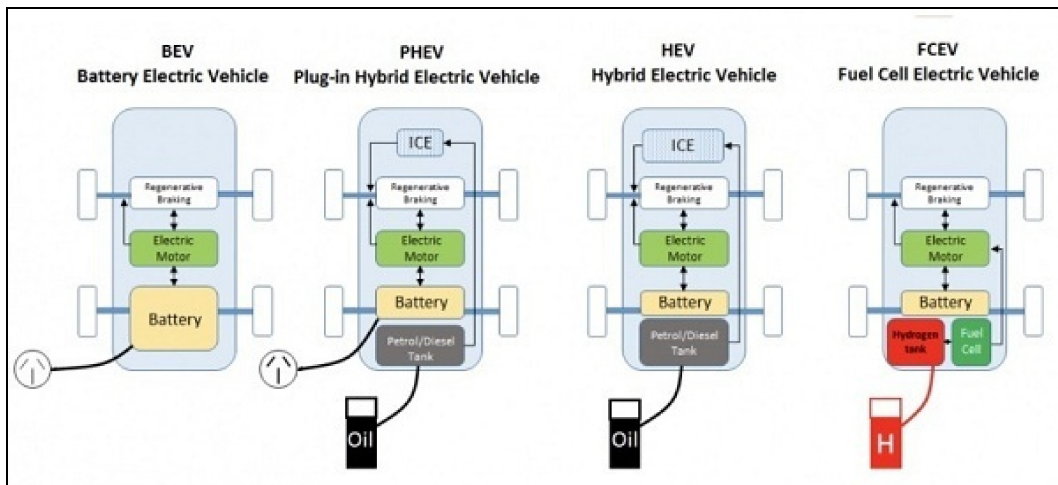 BEV
Battery Electric Vehicle
Regenerative
Braking
Electric
Motor
Battery
PHEV
Plug-in Hybrid Electric Vehicle
ICE
Regenerative
Braking
Electric
Motor
Battery
Petrol/Diesel
Tank
Oil
HEV
Hybrid Electric Vehicle
ICE
Regenerative
Braking
Electric
Motor
Battery
Petrol/Diesel
Tank
Oil
FCEV
Fuel Cell Electric Vehicle
Regenerative
Braking
Electric
Motor
Battery
Hydrogen
tank
Fuel
Cell
H